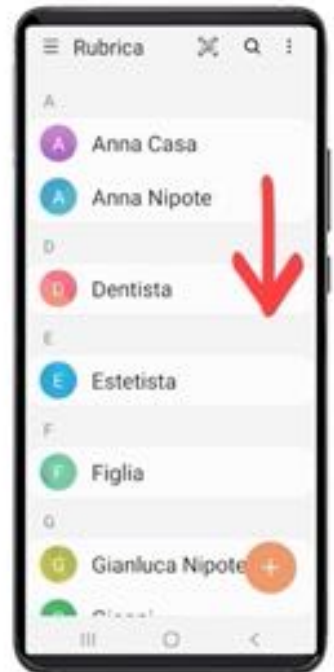 Rubrica
A
A Anna Casa
A Anna Nipote
D
D Dentista
E
E Estetista
F
F Figlia
G
G Gianluca Nipote +